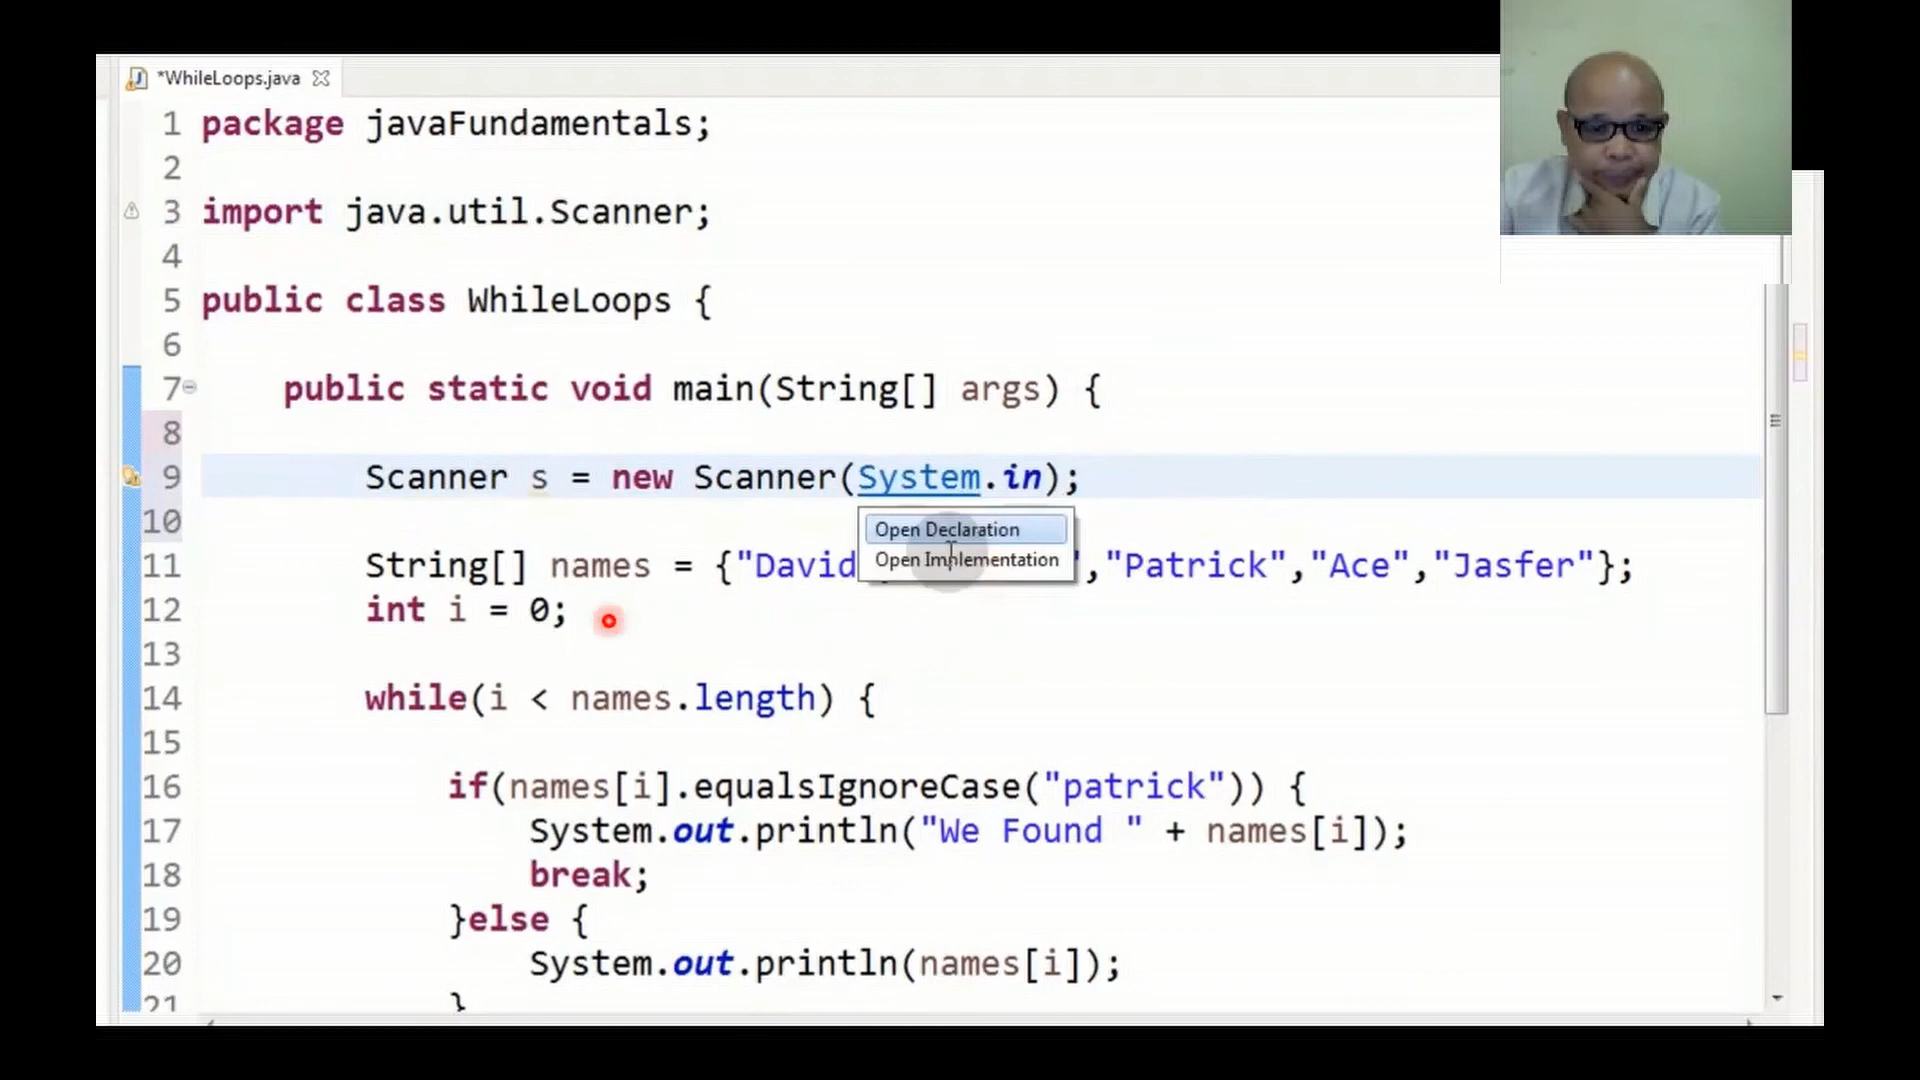 *WhileLoops.java
1 package javaFundamentals;
2
3 import java.util.Scanner;
4
5 public class WhileLoops {
6
7 public static void main(String[] args) {
8
9 Scanner s = new Scanner(System.in);
Open Declaration
Open Implementation
10
11 String[] names = {"David ,"Patrick","Ace","Jasfer"};
12 int i = 0;
13
14 while(i < names.length) {
15
16 if(names[i].equalsIgnoreCase("patrick")) {
17 System.out.println("We Found " + names[i]);
18 break;
19 }else {
20 System.out.println(names[i]);
21 }